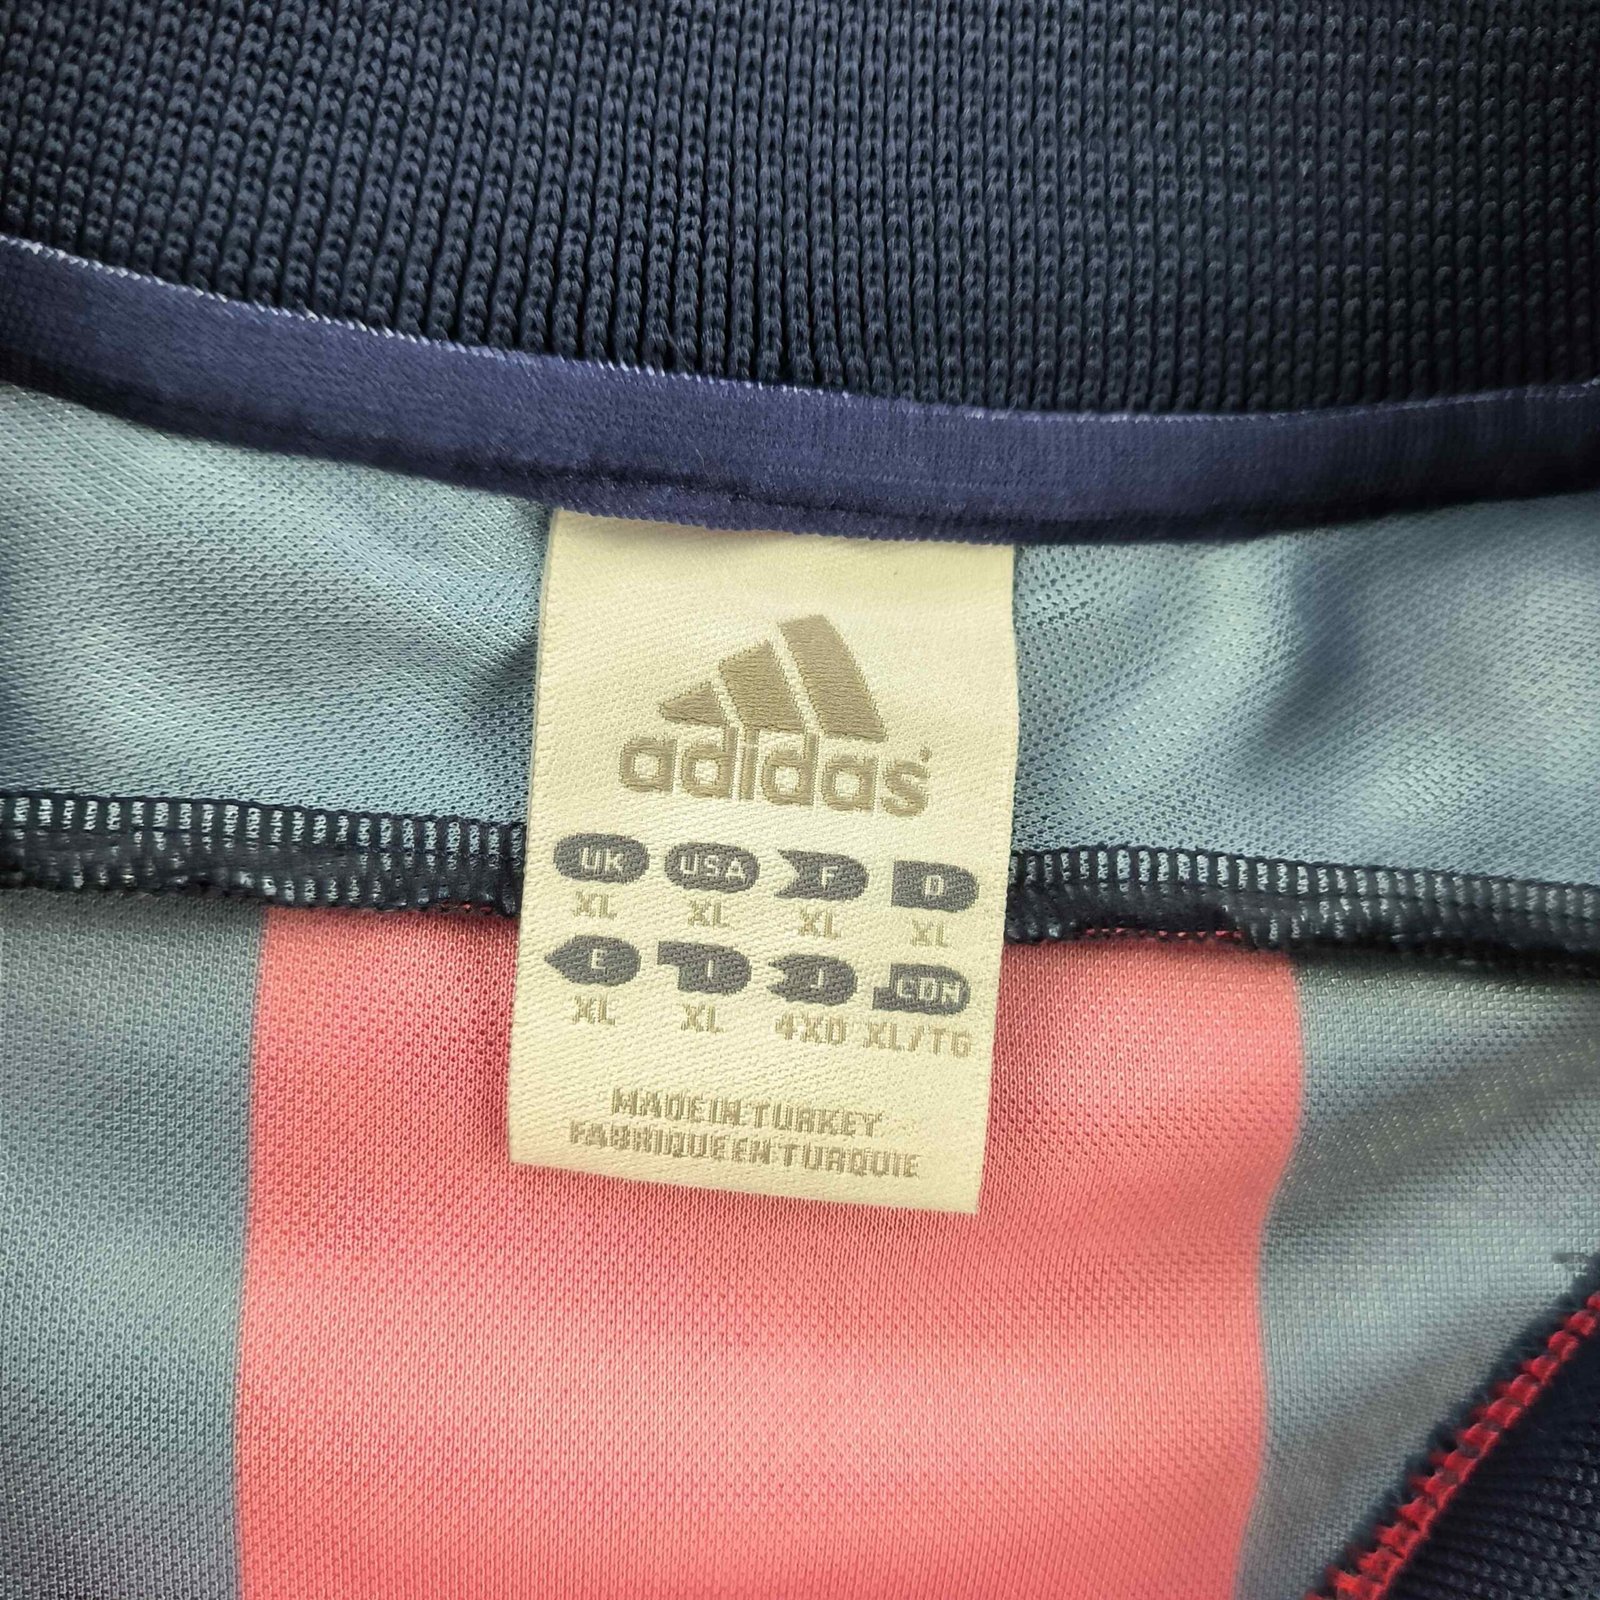 adidas
UK USA F D
XL XL XL XL
E I J CDN
XL XL 4XO XL/TG
MADE IN TURKEY
FABRIQUE EN TURQUIE